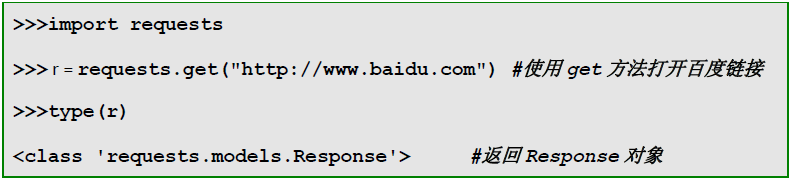 >>>import requests
>>> r = requests.get("http://www.baidu.com") #使用 get 方法打开百度链接
>>>type(r)
<class 'requests.models.Response'> #返回 Response 对象